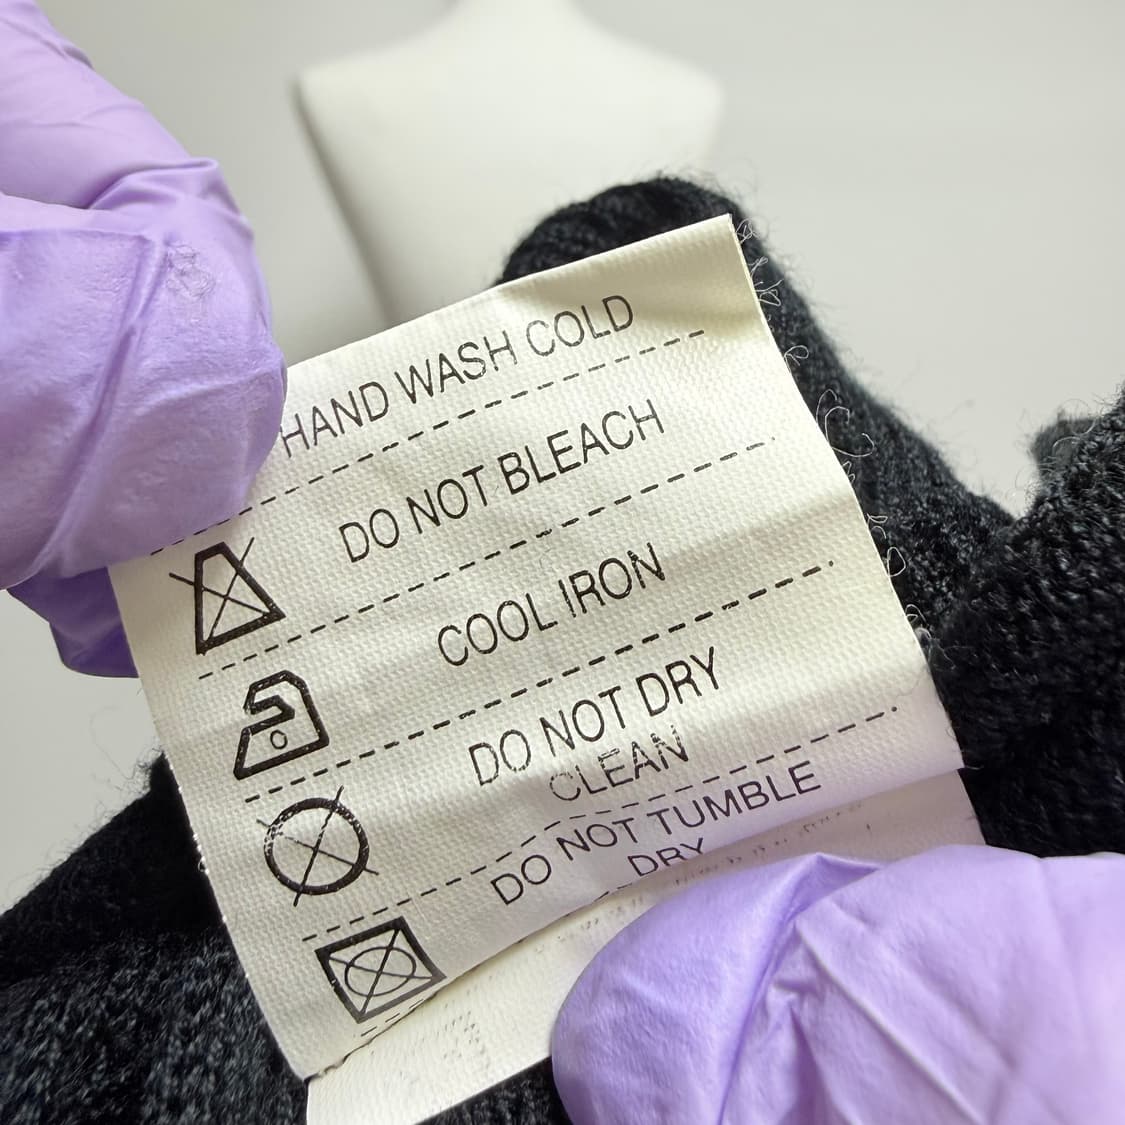 HAND WASH COLD
DO NOT BLEACH
COOL IRON
DO NOT DRY
CLEAN
DO NOT TUMBLE
DRY